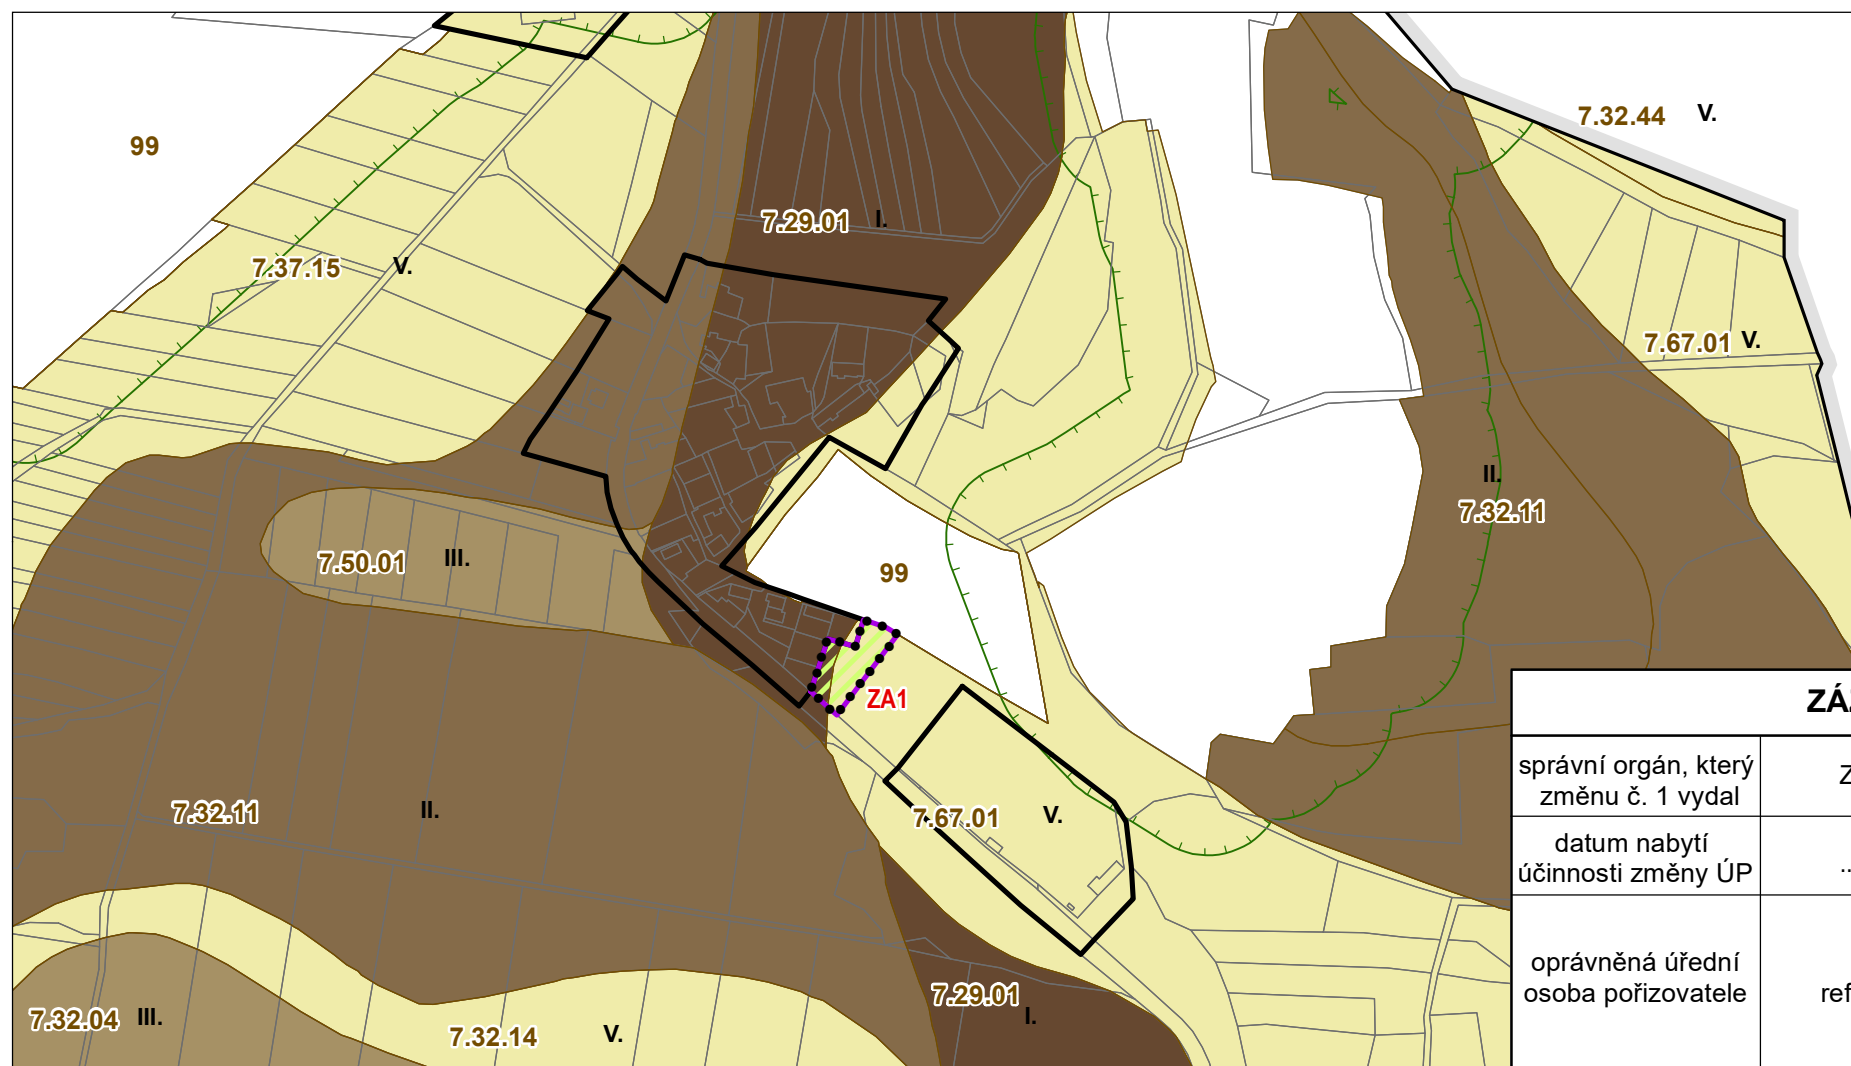 99
7.32.44 V.
7.29.01 I.
7.37.15 V.
7.67.01 V.
II.
7.32.11
7.50.01 III.
99
ZA1
7.32.11 II.
7.67.01 V.
7.29.01
I.
7.32.04 III.
7.32.14 V.
správní orgán, který
změnu č. 1 vydal
datum nabytí
účinnosti změny ÚP
oprávněná úřední
osoba pořizovatele